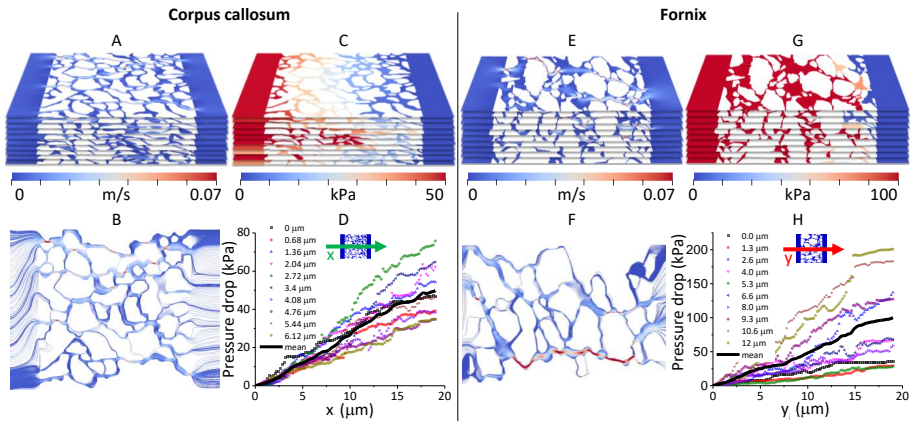 Corpus callosum
Fornix
A
C
E
G
0
m/s
0.07
0
kPa
50
0
m/s
0.07
0
kPa
100
B
D
Pressure drop (kPa)
80
60
40
20
0
0 μm
0.68 μm
1.36 μm
2.04 μm
2.72 μm
3.4 μm
4.08 μm
4.76 μm
5.44 μm
6.12 μm
mean
x
0
5
10
15
20
x (μm)
F
H
Pressure drop (kPa)
200
150
100
50
0
0.0 μm
1.3 μm
2.6 μm
4.0 μm
5.3 μm
6.6 μm
8.0 μm
9.3 μm
10.6 μm
12 μm
mean
y
0
5
10
15
20
y (μm)